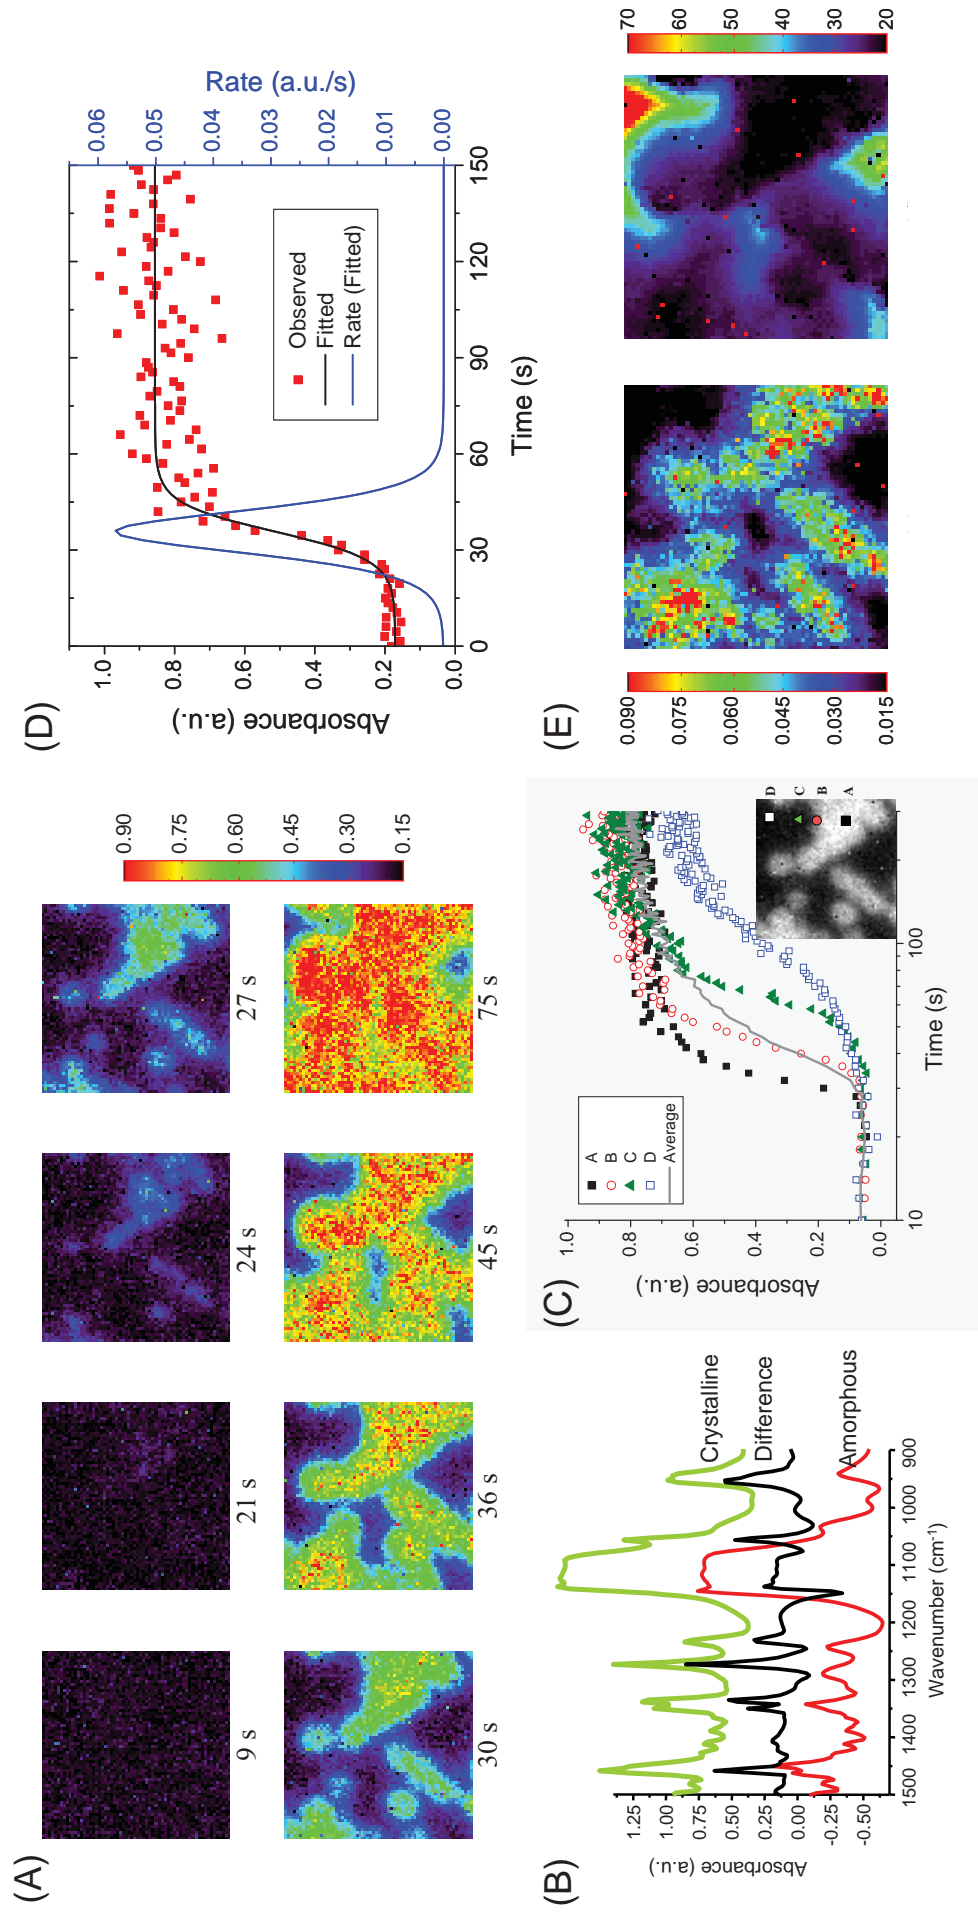 (A)
9 s
21 s
24 s
27 s
30 s
36 s
45 s
75 s
0.90
0.75
0.60
0.45
0.30
0.15
(B)
Absorbance (a.u.)
1.25
1.00
0.75
0.50
0.25
0.00
-0.25
-0.50
Crystalline
Difference
Amorphous
1500 1400 1300 1200 1100 1000 900
Wavenumber (cm-1)
(C)
Absorbance (a.u.)
1.0
0.8
0.6
0.4
0.2
0.0
A
B
C
D
Average
10 100
Time (s)
D
C
B
A
(D)
Absorbance (a.u.)
1.0
0.8
0.6
0.4
0.2
0.0
Observed
Fitted
Rate (Fitted)
0 30 60 90 120 150
Time (s)
Rate (a.u./s)
0.06
0.05
0.04
0.03
0.02
0.01
0.00
(E)
0.090
0.075
0.060
0.045
0.030
0.015
70
60
50
40
30
20